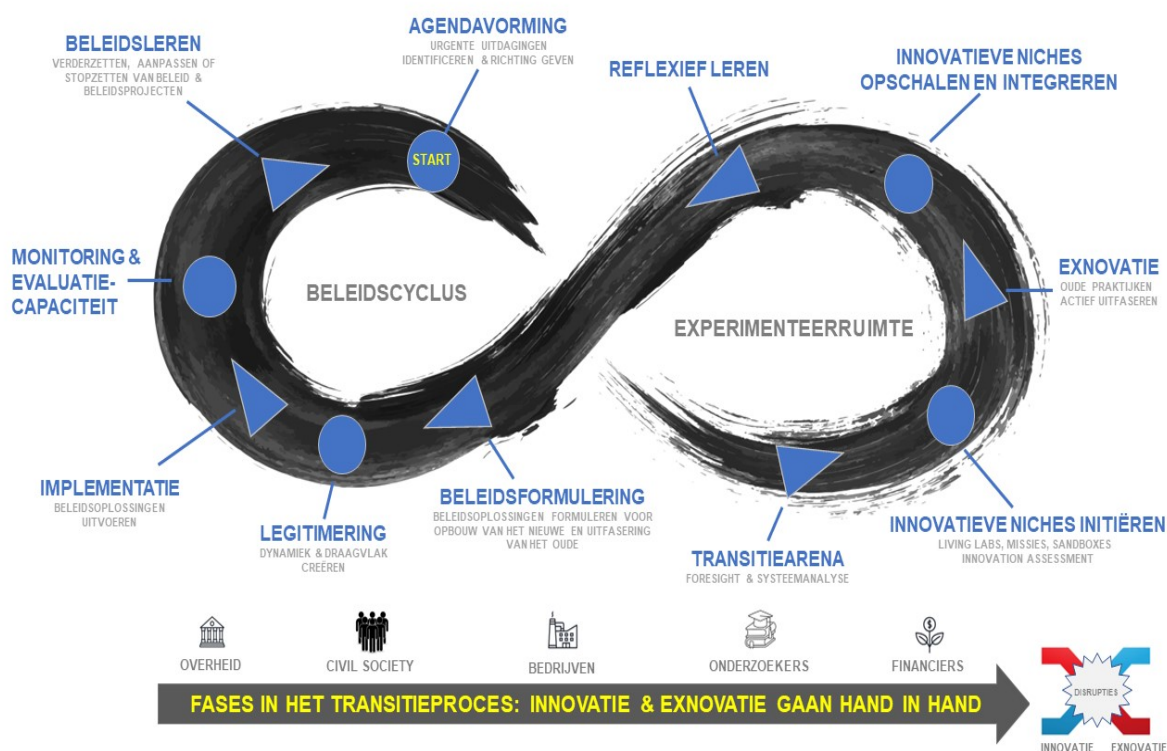 AGENDAVORMING
URGENTE UITDAGINGEN
IDENTIFICEREN & RICHTING GEVEN
BELEIDSLEREN
VERDERZETTEN, AANPASSEN OF
STOPZETTEN VAN BELEID &
BELEIDSPROJECTEN
REFLEXIEF LEREN
INNOVATIEVE NICHES
OPSCHALEN EN INTEGREREN
START
MONITORING &
EVALUATIE-
CAPACITEIT
BELEIDSCYCLUS
EXPERIMENTEERRUIMTE
EXNOVATIE
OUDE PRAKTIJKEN
ACTIEF UITFASEREN
IMPLEMENTATIE
BELEIDSOPLOSSINGEN
UITVOEREN
LEGITIMERING
DYNAMIEK & DRAAGVLAK
CREËREN
BELEIDSFORMULERING
BELEIDSOPLOSSINGEN FORMULEREN VOOR
OPBOUW VAN HET NIEUWE EN UITFASERING
VAN HET OUDE
TRANSITIEARENA
FORESIGHT & SYSTEEMANALYSE
INNOVATIEVE NICHES INITIËREN
LIVING LABS, MISSIES, SANDBOXES
INNOVATION ASSESSMENT
OVERHEID
CIVIL SOCIETY
BEDRIJVEN
ONDERZOEKERS
FINANCIERS
FASES IN HET TRANSITIEPROCES: INNOVATIE & EXNOVATIE GAAN HAND IN HAND
DISRUPTIES
INNOVATIE
EXNOVATIE